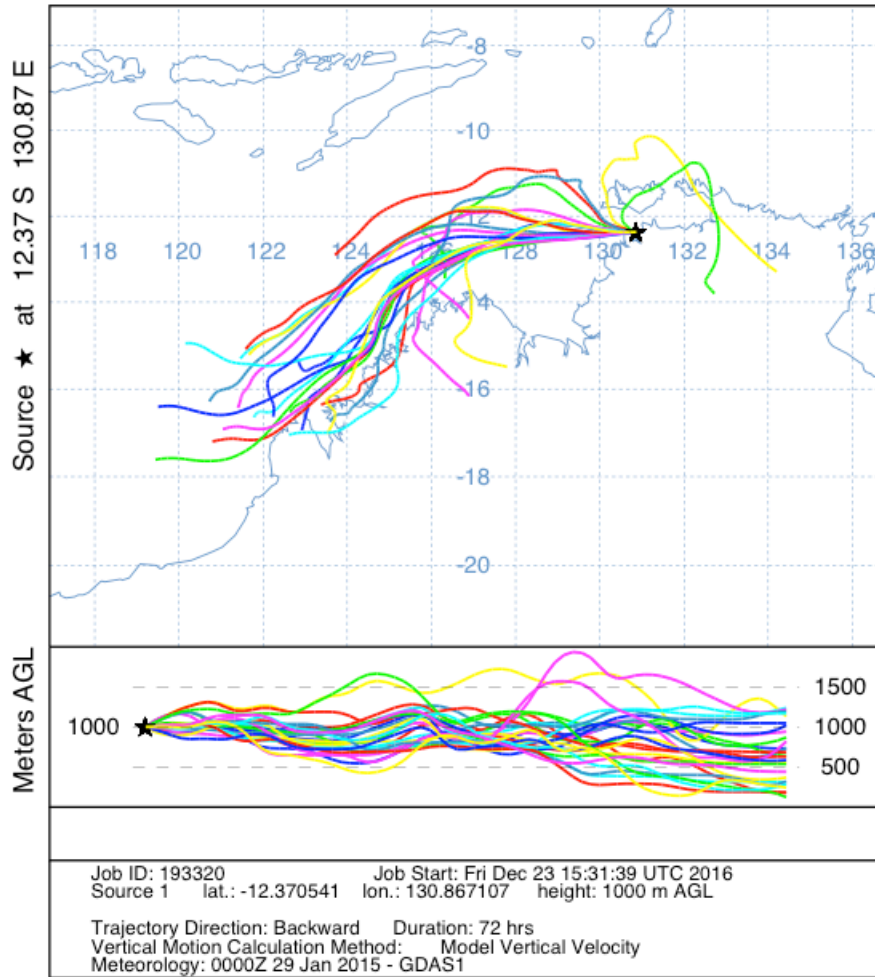 Source ★ at 12.37 S 130.87 E
-8
-10
-12
118 120 122 124 126 128 130 132 134 136
-14
-16
-18
-20
Meters AGL
1500
1000 1000
500
Job ID: 193320 Job Start: Fri Dec 23 15:31:39 UTC 2016
Source 1 lat.: -12.370541 lon.: 130.867107 height: 1000 m AGL
Trajectory Direction: Backward Duration: 72 hrs
Vertical Motion Calculation Method: Model Vertical Velocity
Meteorology: 0000Z 29 Jan 2015 - GDAS1